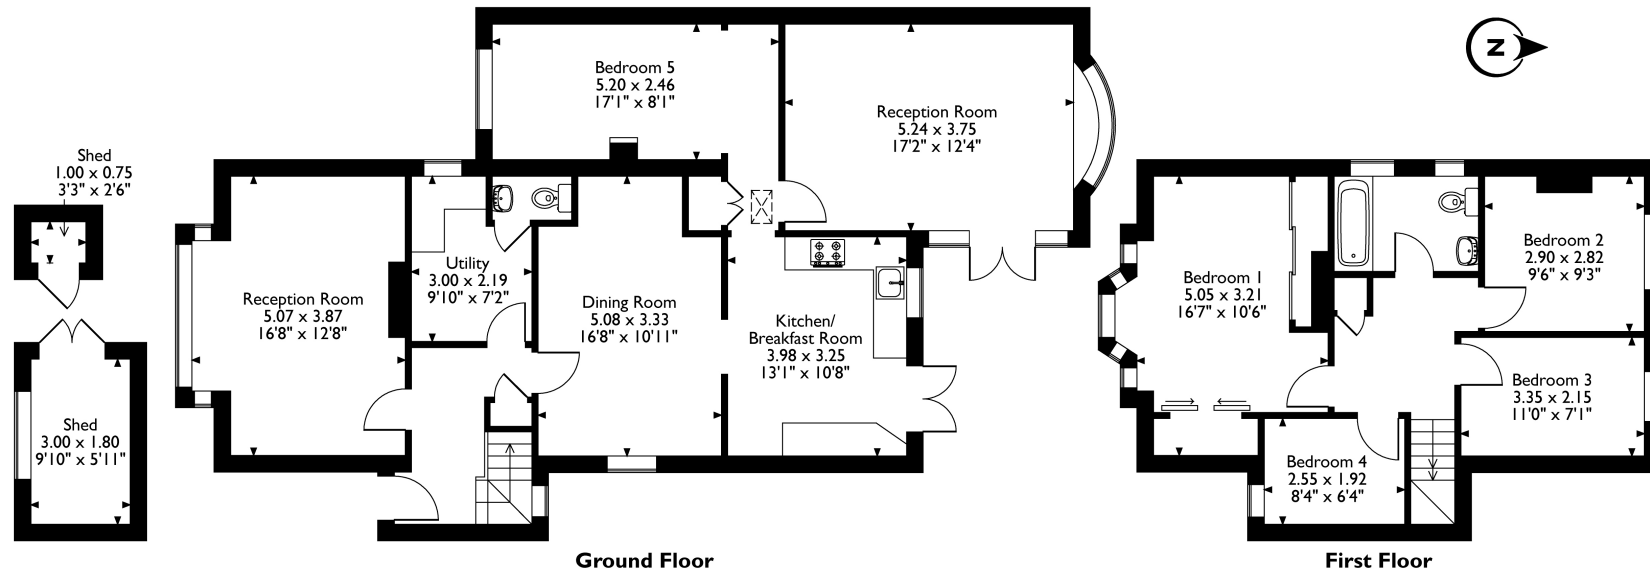 Shed
1.00 x 0.75
3'3" x 2'6"
Shed
3.00 x 1.80
9'10" x 5'11"
Reception Room
5.07 x 3.87
16'8" x 12'8"
Utility
3.00 x 2.19
9'10" x 7'2"
Bedroom 5
5.20 x 2.46
17'1" x 8'1"
Dining Room
5.08 x 3.33
16'8" x 10'11"
Reception Room
5.24 x 3.75
17'2" x 12'4"
Kitchen/
Breakfast Room
3.98 x 3.25
13'1" x 10'8"
Ground Floor
N
Bedroom 1
5.05 x 3.21
16'7" x 10'6"
Bedroom 2
2.90 x 2.82
9'6" x 9'3"
Bedroom 3
3.35 x 2.15
11'0" x 7'1"
Bedroom 4
2.55 x 1.92
8'4" x 6'4"
First Floor